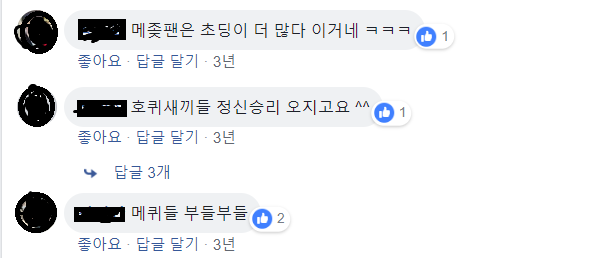 메좆팬은 초딩이 더 많다 이거네 ㅋㅋㅋ 1
좋아요 · 답글 달기 · 3년
호퀴새끼들 정신승리 오지고요 ^^ 1
좋아요 · 답글 달기 · 3년
답글 3개
메퀴들 부들부들 2
좋아요 · 답글 달기 · 3년